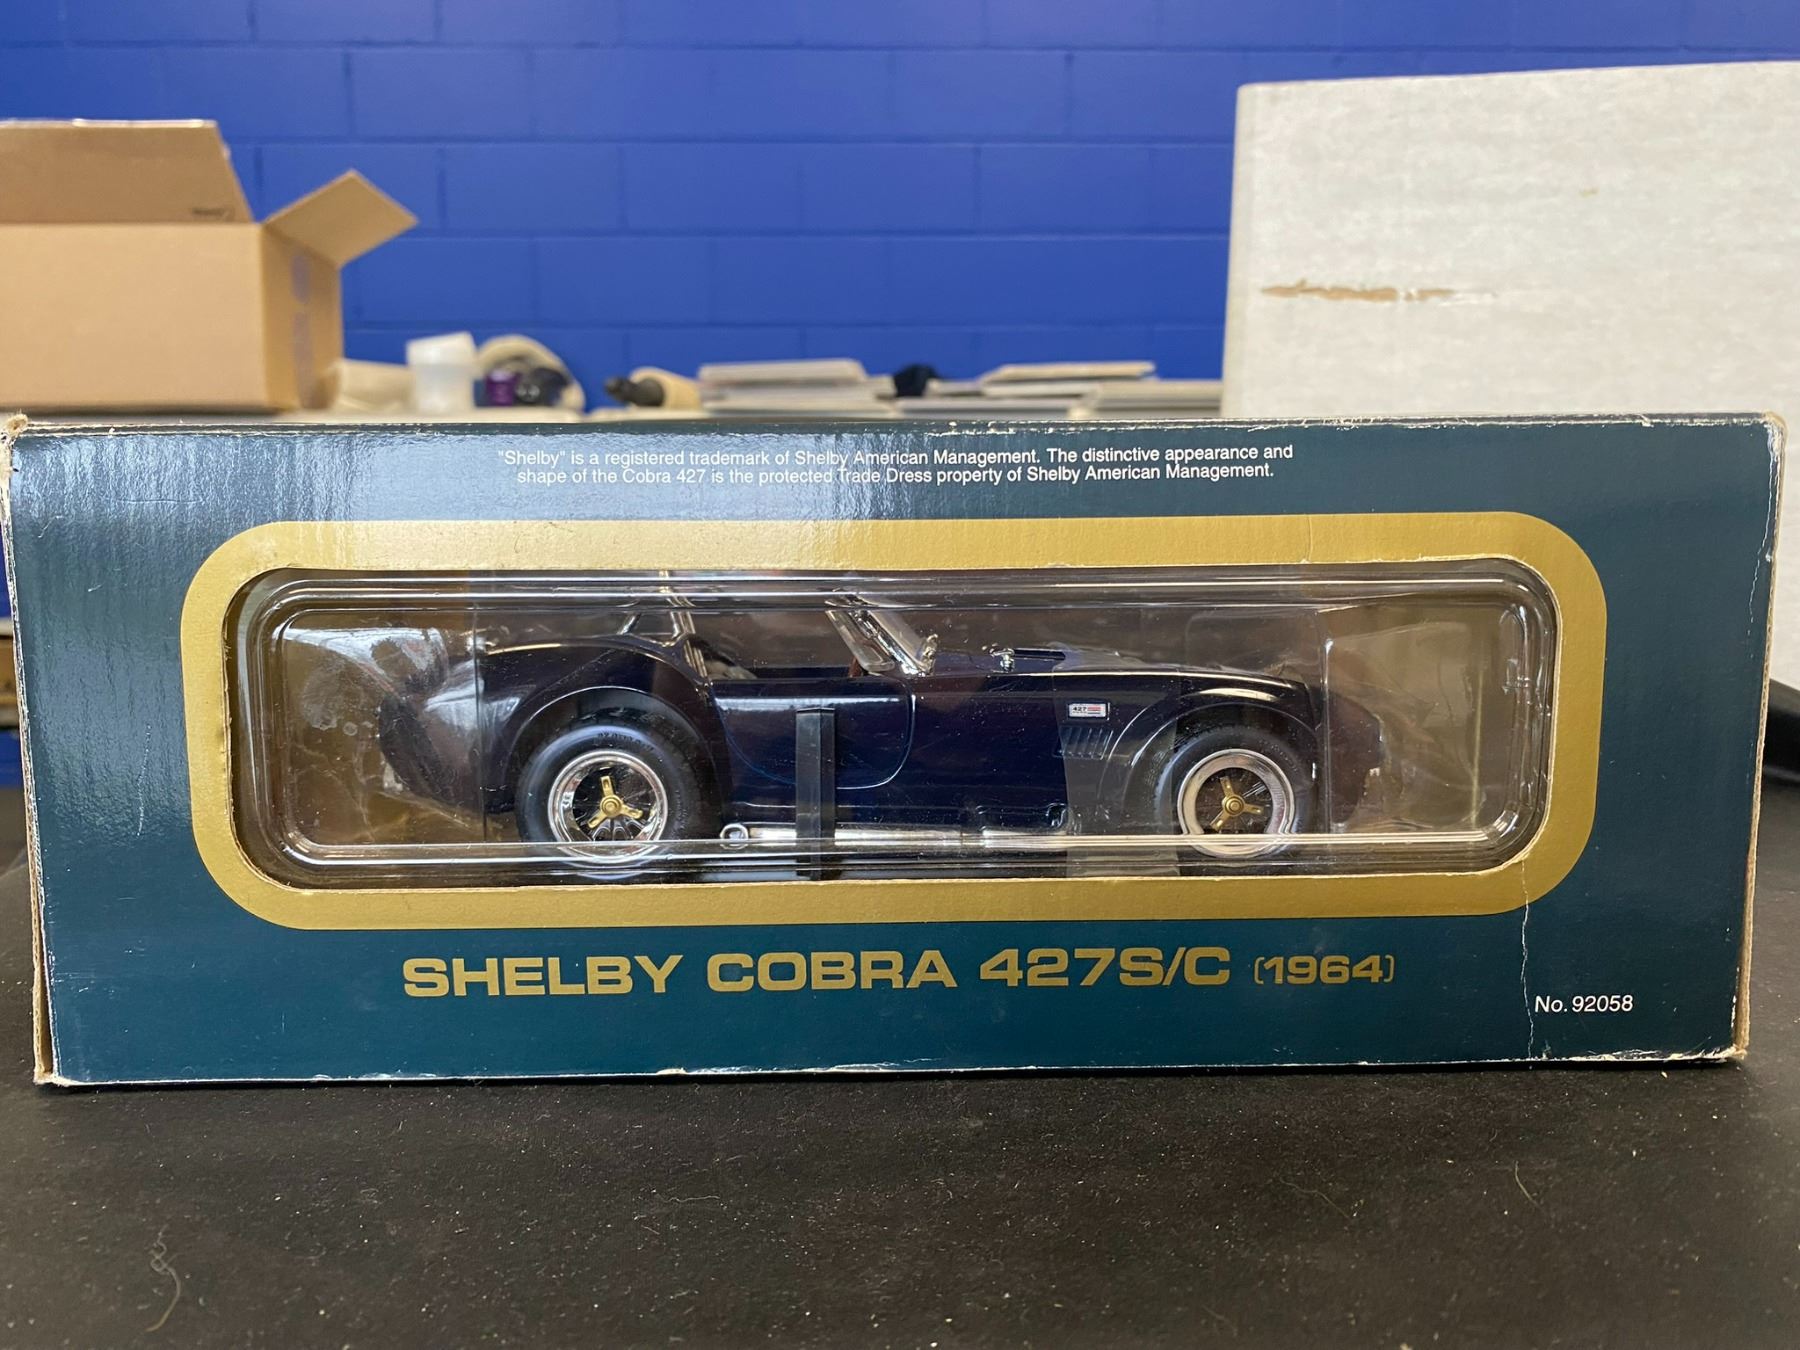 "Shelby" is a registered trademark of Shelby American Management. The distinctive appearance and
shape of the Cobra 427 is the protected Trade Dress property of Shelby American Management.
427
SHELBY COBRA 427S/C (1964)
No. 92058